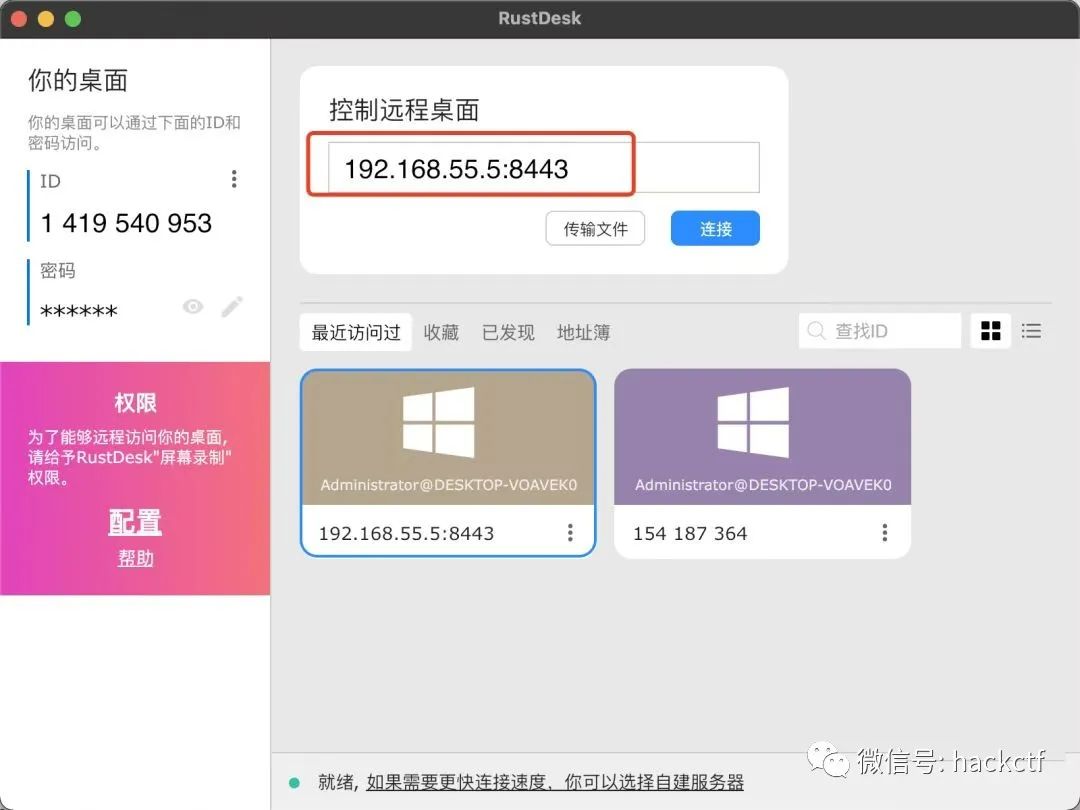 RustDesk
你的桌面
你的桌面可以通过下面的ID和
密码访问。
ID
1 419 540 953
密码
******
权限
为了能够远程访问你的桌面,
请给予RustDesk"屏幕录制"
权限。
配置
帮助
控制远程桌面
192.168.55.5:8443
传输文件
连接
最近访问过
收藏
已发现
地址簿
查找ID
Administrator@DESKTOP-VOAVEK0
192.168.55.5:8443
Administrator@DESKTOP-VOAVEK0
154 187 364
就绪, 如果需要更快连接速度，你可以选择自建服务器
微信号: hackctf